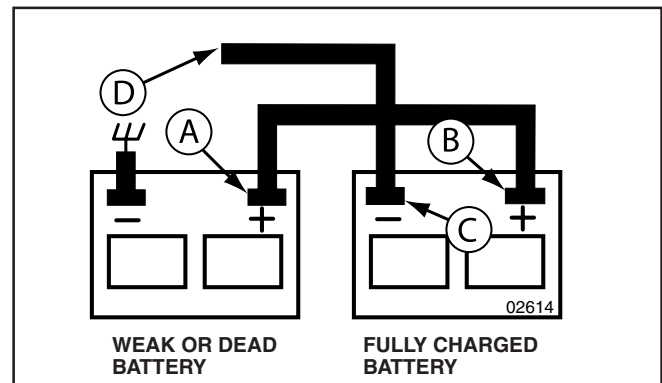 D
A
B
C
− + − +
02614
WEAK OR DEAD
BATTERY
FULLY CHARGED
BATTERY